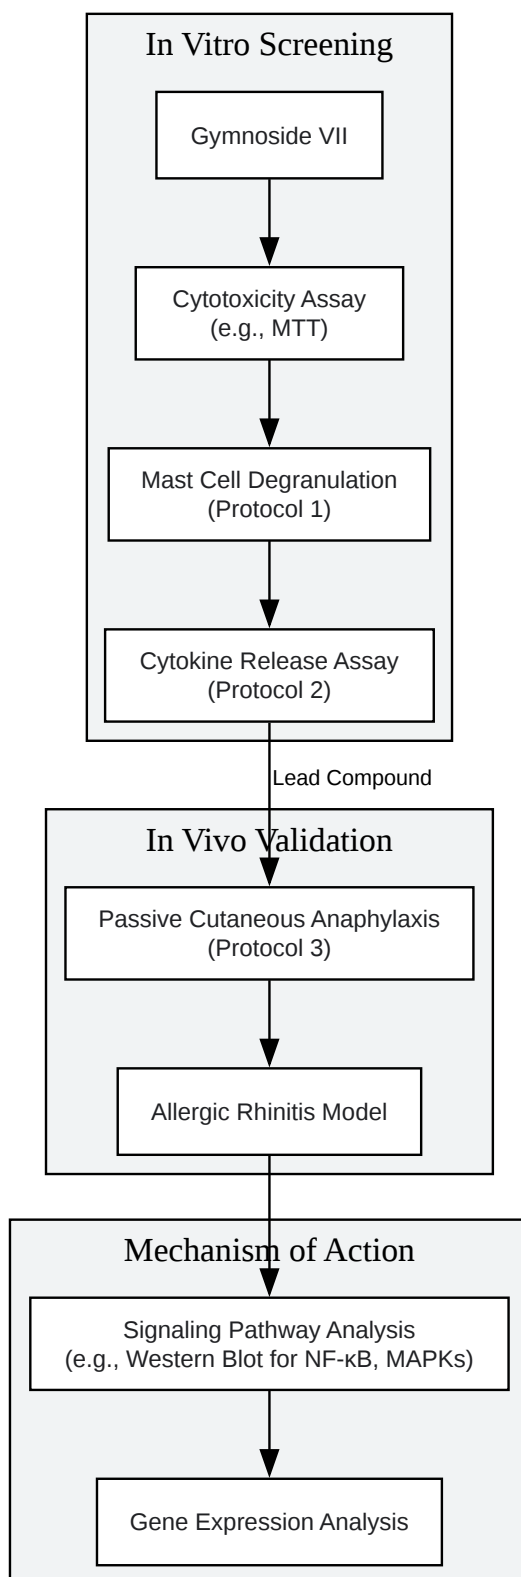 In Vitro Screening
Gymnoside VII
Cytotoxicity Assay
(e.g., MTT)
Mast Cell Degranulation
(Protocol 1)
Cytokine Release Assay
(Protocol 2)
Lead Compound
In Vivo Validation
Passive Cutaneous Anaphylaxis
(Protocol 3)
Allergic Rhinitis Model
Mechanism of Action
Signaling Pathway Analysis
(e.g., Western Blot for NF-κB, MAPKs)
Gene Expression Analysis